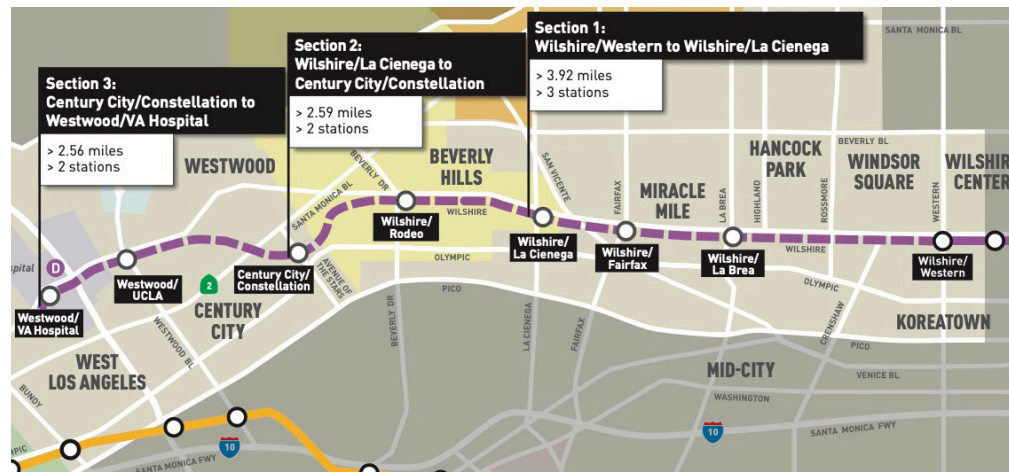 SANTA MONICA BL
Section 1:
Wilshire/Western to Wilshire/La Cienega
> 3.92 miles
> 3 stations
Section 2:
Wilshire/La Cienega to
Century City/Constellation
> 2.59 miles
> 2 stations
Section 3:
Century City/Constellation to
Westwood/VA Hospital
> 2.56 miles
> 2 stations
WESTWOOD
BEVERLY DR
BEVERLY
HILLS
SAN VICENTE
FAIRFAX
MIRACLE
MILE
LA BREA
HIGHLAND
BEVERLY BL
HANCOCK
PARK
ROSSMORE
WINDSOR
SQUARE
WESTERN
WILSHIRE
CENTER
SANTA MONICA BL
WILSHIRE
Wilshire/
Rodeo
Wilshire/
La Cienega
Wilshire/
Fairfax
Wilshire/
La Brea
WILSHIRE
Wilshire/
Western
spital
D
Westwood/
UCLA
Century City/
Constellation
OLYMPIC
AVENUE OF
THE STARS
2
OLYMPIC
Westwood/
VA Hospital
CENTURY
CITY
PICO
BEVERLY DR
LA CIENEGA
FAIRFAX
CRENSHAW
KOREATOWN
WESTWOOD BL
WEST
LOS ANGELES
BUNDY
MID-CITY
PICO
VENICE BL
WASHINGTON
10
SANTA MONICA FWY
PIC
10
SANTA MONICA FWY